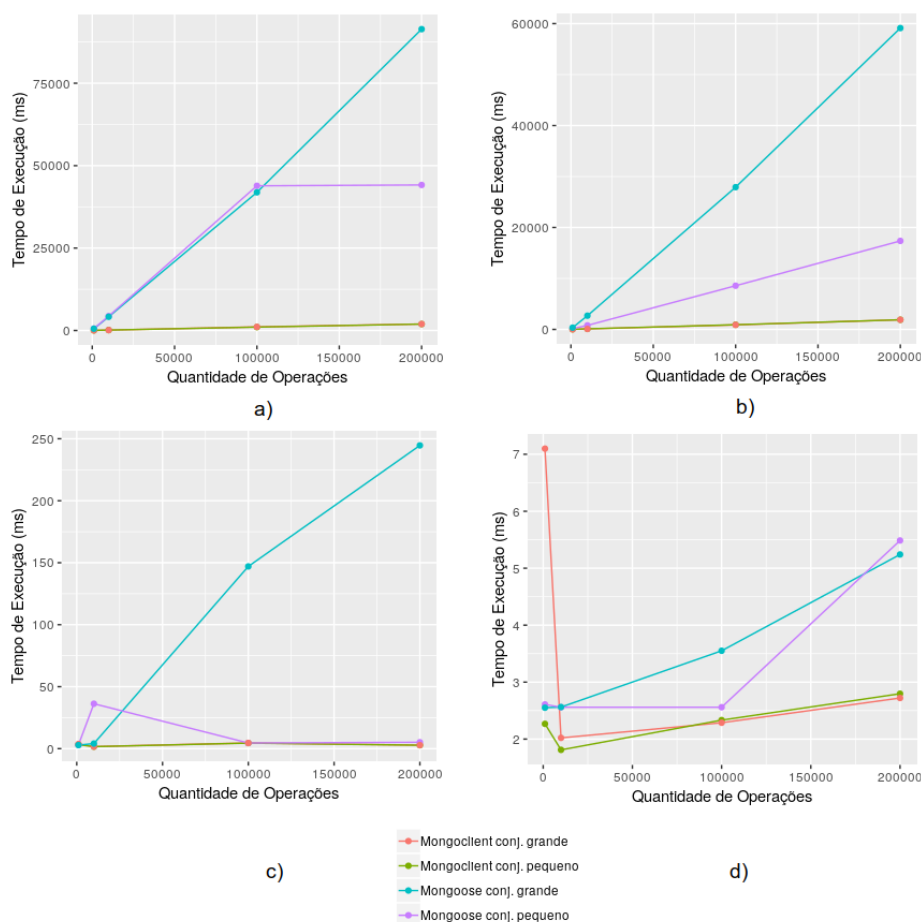 75000
50000
25000
0
Tempo de Execução (ms)
0 50000 100000 150000 200000
Quantidade de Operações
a)
60000
40000
20000
0
Tempo de Execução (ms)
0 50000 100000 150000 200000
Quantidade de Operações
b)
250
200
150
100
50
0
Tempo de Execução (ms)
0 50000 100000 150000 200000
Quantidade de Operações
c)
7
6
5
4
3
2
Tempo de Execução (ms)
0 50000 100000 150000 200000
Quantidade de Operações
d)
Mongoclient conj. grande
Mongoclient conj. pequeno
Mongoose conj. grande
Mongoose conj. pequeno